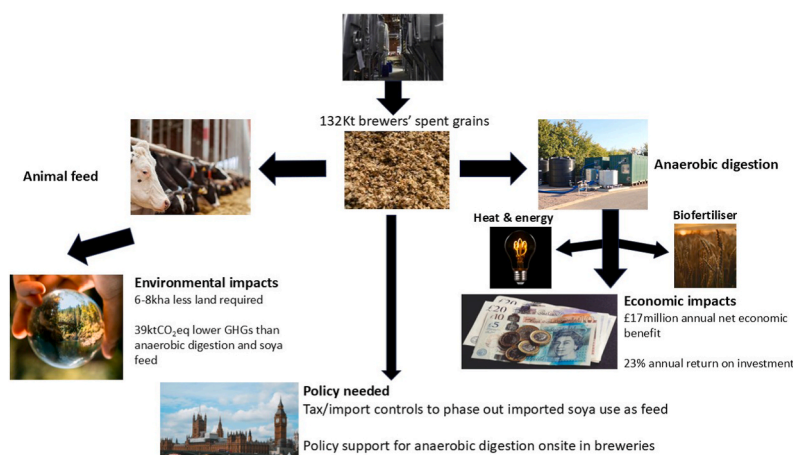 132Kt brewers' spent grains
Animal feed
Anaerobic digestion
Heat & energy
Biofertiliser
Environmental impacts
6-8kha less land required
39ktCO₂eq lower GHGs than
anaerobic digestion and soya
feed
Economic impacts
£17million annual net economic
benefit
23% annual return on investment
Policy needed
Tax/import controls to phase out imported soya use as feed
Policy support for anaerobic digestion onsite in breweries